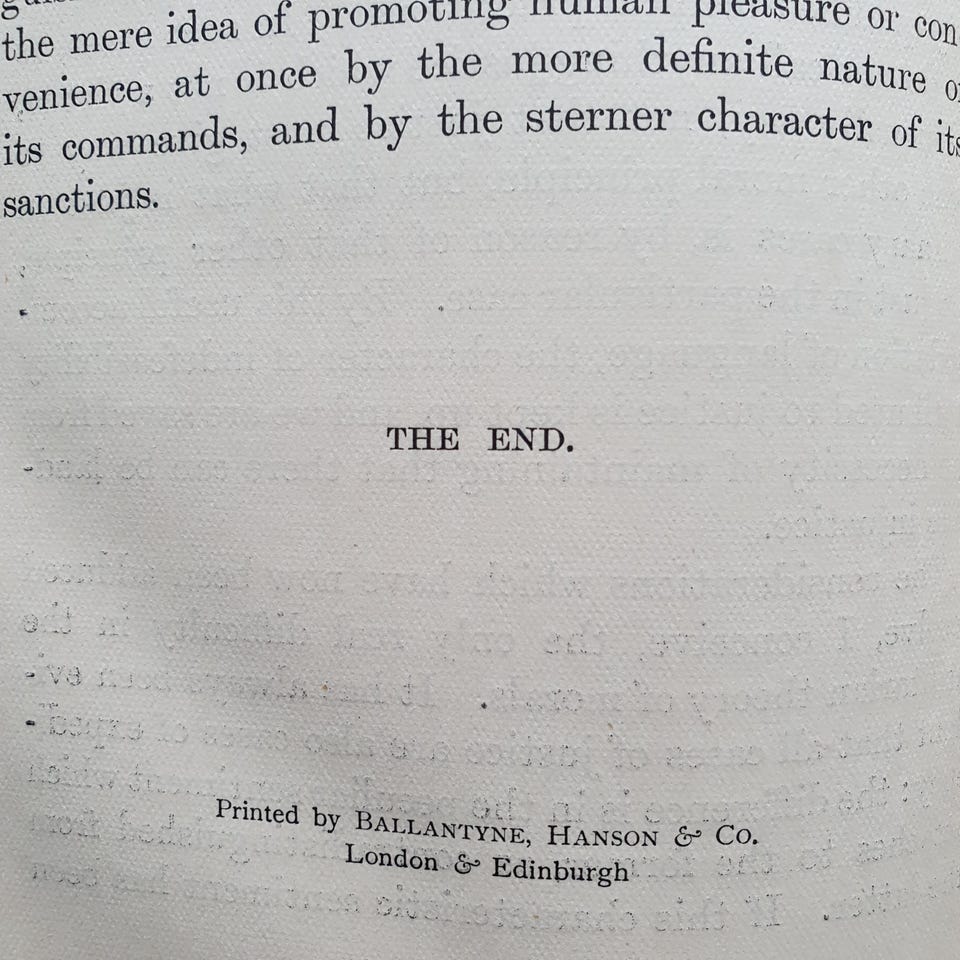 the mere idea of promoting human pleasure or con-
venience, at once by the more definite nature of
its commands, and by the sterner character of its
sanctions.
THE END.
Printed by BALLANTYNE, HANSON & Co.
London & Edinburgh